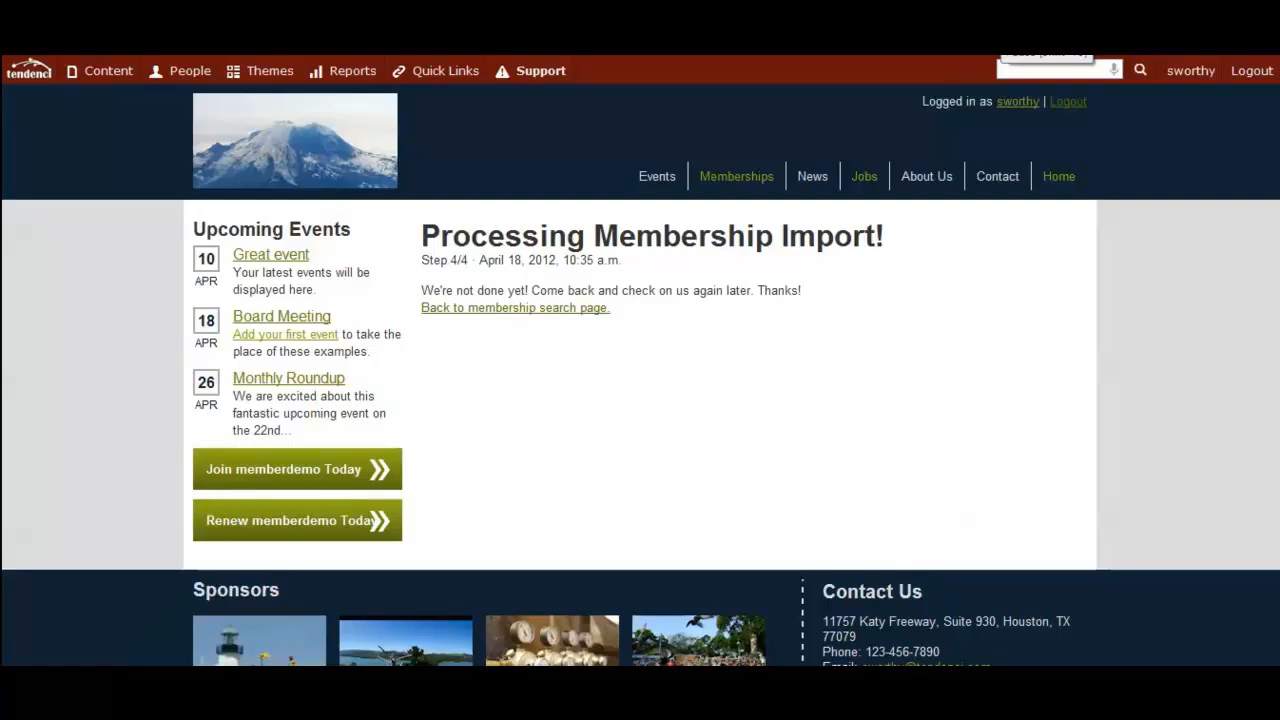 tendenci Content People Themes Reports Quick Links Support sworthy Logout
Logged in as sworthy | Logout
Events Memberships News Jobs About Us Contact Home
Upcoming Events
10
APR
Great event
Your latest events will be
displayed here.
18
APR
Board Meeting
Add your first event to take the
place of these examples.
26
APR
Monthly Roundup
We are excited about this
fantastic upcoming event on
the 22nd...
Join memberdemo Today
Renew memberdemo Today
Processing Membership Import!
Step 4/4 · April 18, 2012, 10:35 a.m.
We're not done yet! Come back and check on us again later. Thanks!
Back to membership search page.
Sponsors
Contact Us
11757 Katy Freeway, Suite 930, Houston, TX
77079
Phone: 123-456-7890